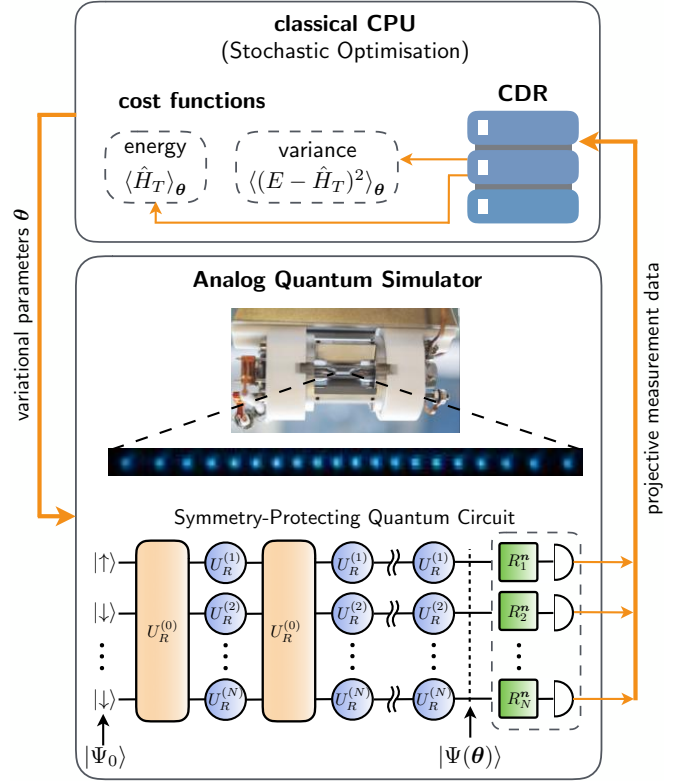 classical CPU
(Stochastic Optimisation)
cost functions
CDR
energy
⟨Ĥ_T⟩_θ
variance
⟨(E − Ĥ_T)²⟩_θ
variational parameters θ
projective measurement data
Analog Quantum Simulator
Symmetry-Protecting Quantum Circuit
|↑⟩ U_R^(0) U_R^(1) U_R^(0) U_R^(1) U_R^(1) R_1^n
|↓⟩ U_R^(2) U_R^(2) U_R^(2) R_2^n
|↓⟩ U_R^(N) U_R^(N) U_R^(N) R_N^n
|Ψ_0⟩ |Ψ(θ)⟩